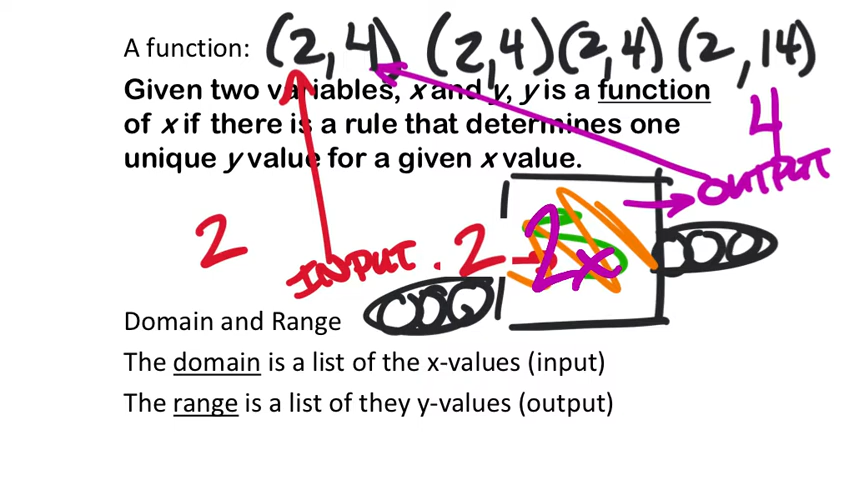 A function: (2,4) (2,4) (2,4) (2,14)
Given two variables, x and y, y is a function
of x if there is a rule that determines one
unique y value for a given x value.
4
OUTPUT
2 INPUT . 2 2x
Domain and Range
The domain is a list of the x-values (input)
The range is a list of they y-values (output)